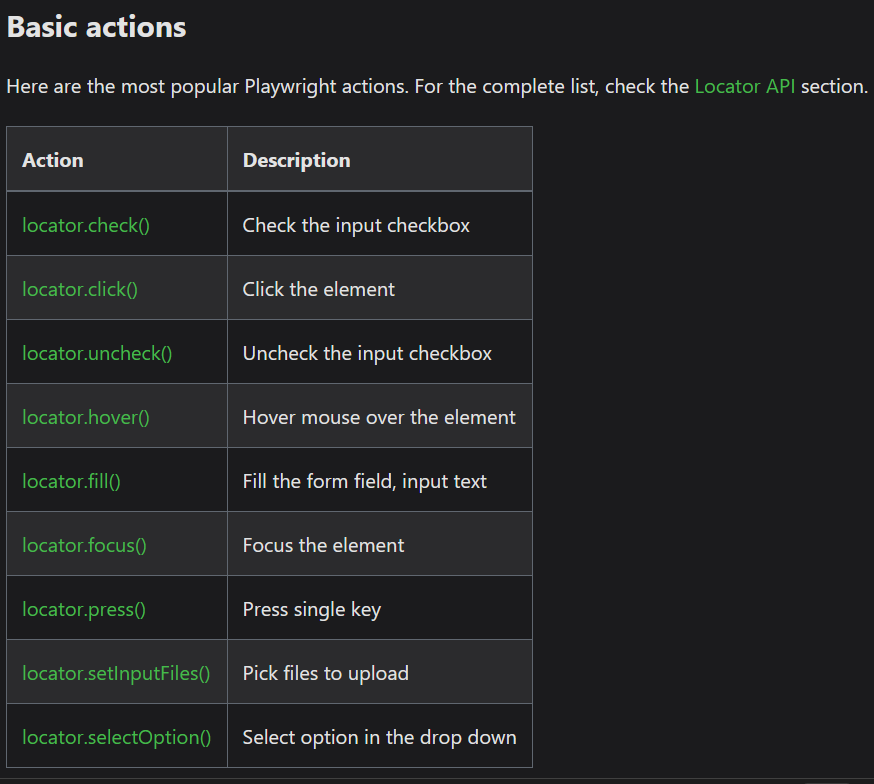 Basic actions
Here are the most popular Playwright actions. For the complete list, check the Locator API section.
Action Description
locator.check() Check the input checkbox
locator.click() Click the element
locator.uncheck() Uncheck the input checkbox
locator.hover() Hover mouse over the element
locator.fill() Fill the form field, input text
locator.focus() Focus the element
locator.press() Press single key
locator.setInputFiles() Pick files to upload
locator.selectOption() Select option in the drop down